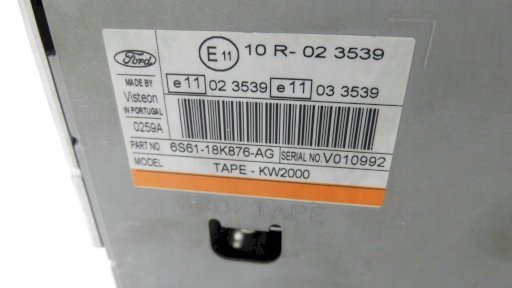 Ford E11 10 R- 02 3539
MADE BY
Visteon
IN PORTUGAL
e11 02 3539 e11 03 3539
0259A
PART NO. 6S61-18K876-AG SERIAL NO. V010992
MODEL TAPE - KW2000